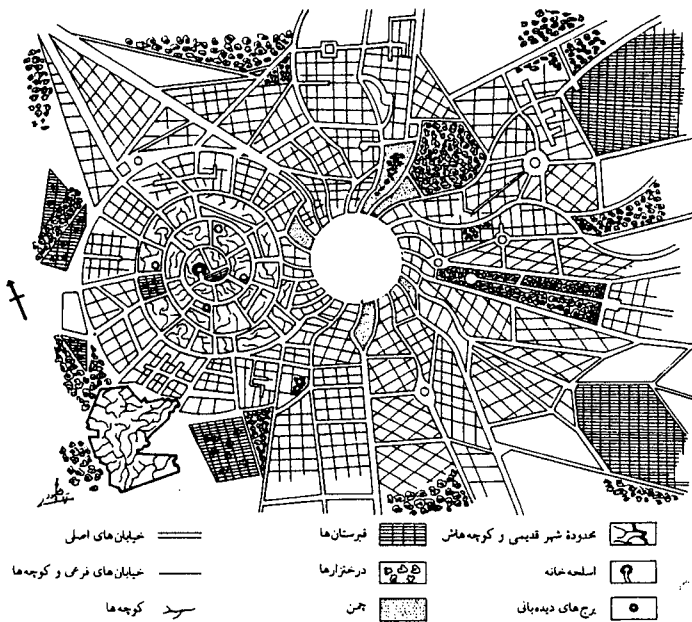 محدودهٔ شهر قدیمی و کوچه‌هاش
قبرستان‌ها
خیابان‌های اصلی
اسلحه‌خانه
درختزارها
خیابان‌های فرعی و کوچه‌ها
برج‌های دیده‌بانی
چمن
کوچه‌ها